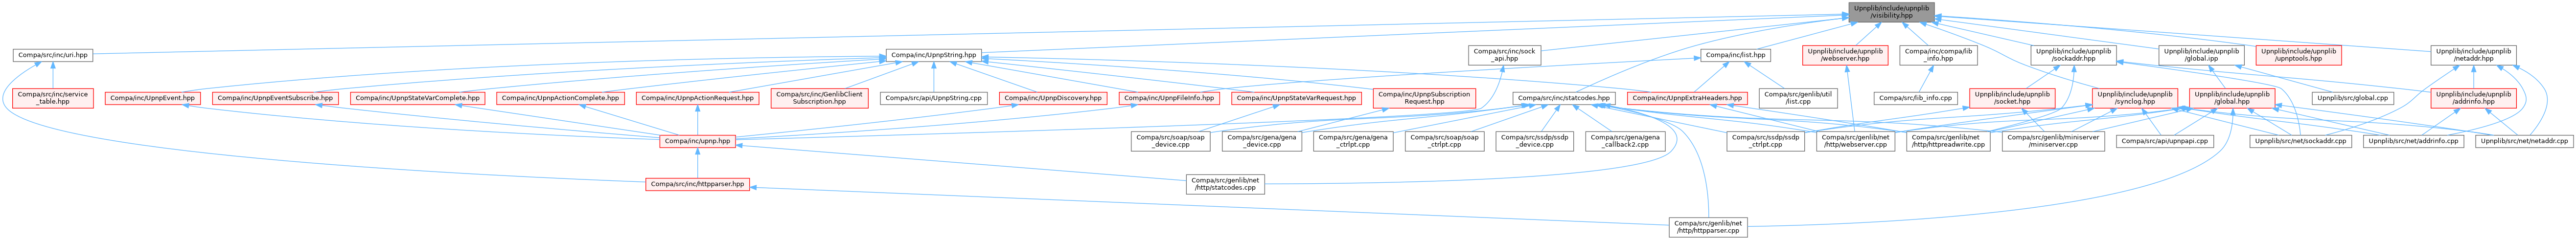 Upnplib/include/upnplib
/visibility.hpp
Compa/src/inc/uri.hpp
Compa/inc/UpnpString.hpp
Compa/src/inc/sock
_api.hpp
Compa/inc/list.hpp
Upnplib/include/upnplib
/webserver.hpp
Compa/inc/compa/lib
_info.hpp
Upnplib/include/upnplib
/sockaddr.hpp
Upnplib/include/upnplib
/global.ipp
Upnplib/include/upnplib
/upnptools.hpp
Upnplib/include/upnplib
/netaddr.hpp
Compa/src/inc/service
_table.hpp
Compa/inc/UpnpEvent.hpp
Compa/inc/UpnpEventSubscribe.hpp
Compa/inc/UpnpStateVarComplete.hpp
Compa/inc/UpnpActionComplete.hpp
Compa/inc/UpnpActionRequest.hpp
Compa/src/inc/GenlibClient
Subscription.hpp
Compa/src/api/UpnpString.cpp
Compa/inc/UpnpDiscovery.hpp
Compa/inc/UpnpFileInfo.hpp
Compa/inc/UpnpStateVarRequest.hpp
Compa/inc/UpnpSubscription
Request.hpp
Compa/src/inc/statcodes.hpp
Compa/inc/UpnpExtraHeaders.hpp
Compa/src/genlib/util
/list.cpp
Compa/src/lib_info.cpp
Upnplib/include/upnplib
/socket.hpp
Upnplib/include/upnplib
/synclog.hpp
Upnplib/include/upnplib
/global.hpp
Upnplib/src/global.cpp
Upnplib/include/upnplib
/addrinfo.hpp
Compa/inc/upnp.hpp
Compa/src/soap/soap
_device.cpp
Compa/src/gena/gena
_device.cpp
Compa/src/gena/gena
_ctrlpt.cpp
Compa/src/soap/soap
_ctrlpt.cpp
Compa/src/ssdp/ssdp
_device.cpp
Compa/src/gena/gena
_callback2.cpp
Compa/src/ssdp/ssdp
_ctrlpt.cpp
Compa/src/genlib/net
/http/webserver.cpp
Compa/src/genlib/net
/http/httpreadwrite.cpp
Compa/src/genlib/miniserver
/miniserver.cpp
Compa/src/api/upnpapi.cpp
Upnplib/src/net/sockaddr.cpp
Upnplib/src/net/addrinfo.cpp
Upnplib/src/net/netaddr.cpp
Compa/src/inc/httpparser.hpp
Compa/src/genlib/net
/http/statcodes.cpp
Compa/src/genlib/net
/http/httpparser.cpp